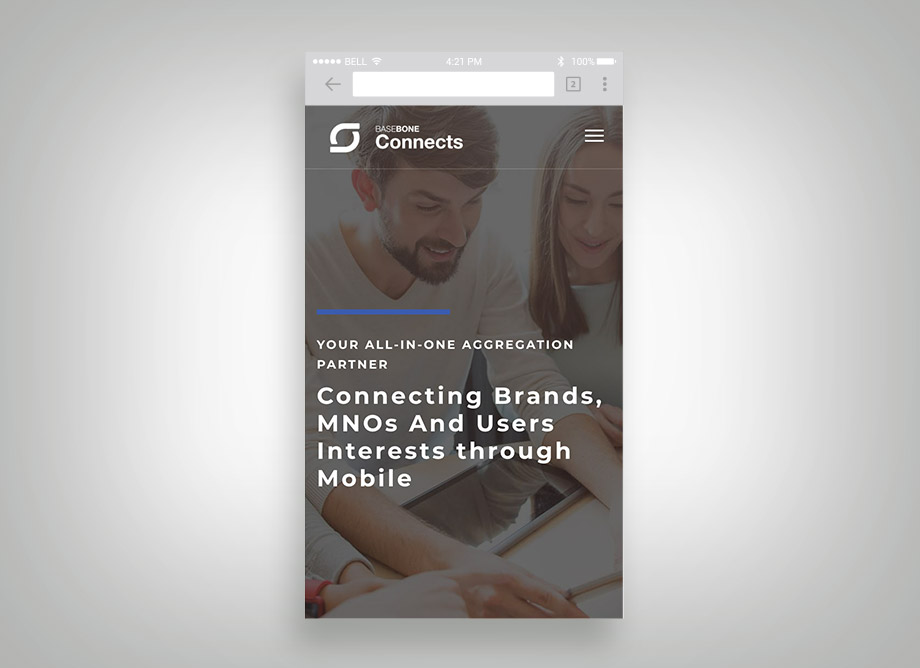 BELL 4:21 PM 100%
2
BASEBONE
Connects
YOUR ALL-IN-ONE AGGREGATION
PARTNER
Connecting Brands,
MNOs And Users
Interests through
Mobile